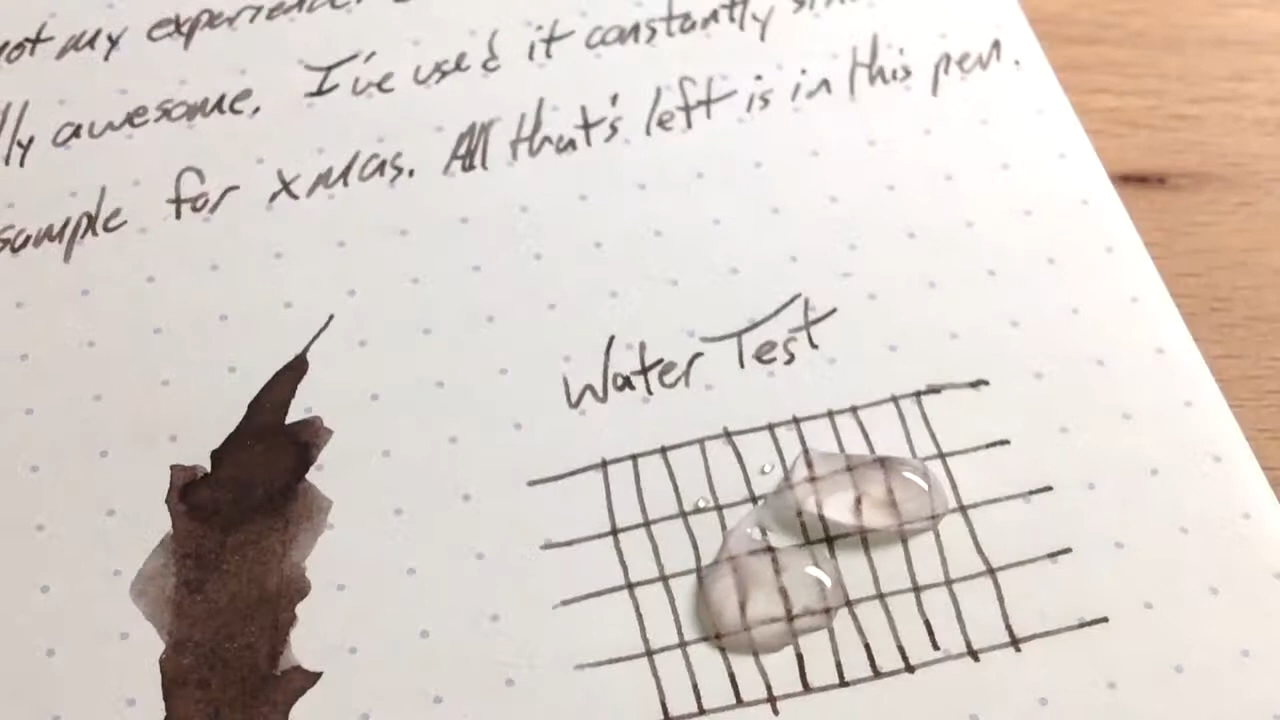 not my experience.
lly awesome. I've used it constantly
sample for xmas. All that's left is in this pen.
Water Test